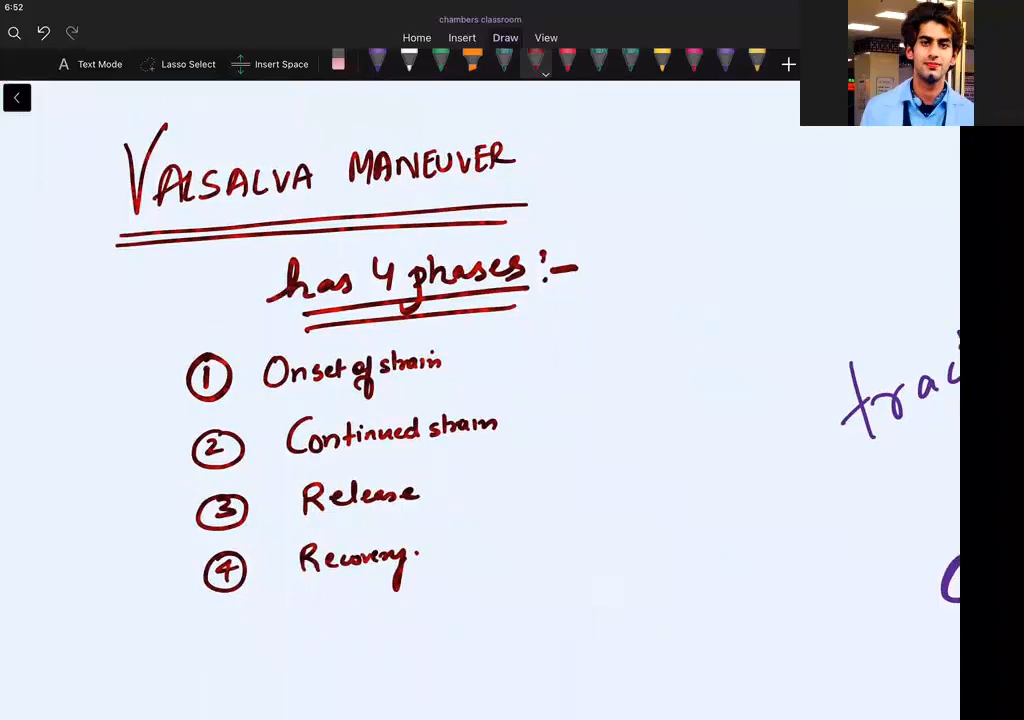 6:52
chambers classroom
Home Insert Draw View
Text Mode Lasso Select Insert Space
VALSALVA MANEUVER
has 4 phases :-
1 Onset of strain
2 Continued strain
3 Release
4 Recovery.